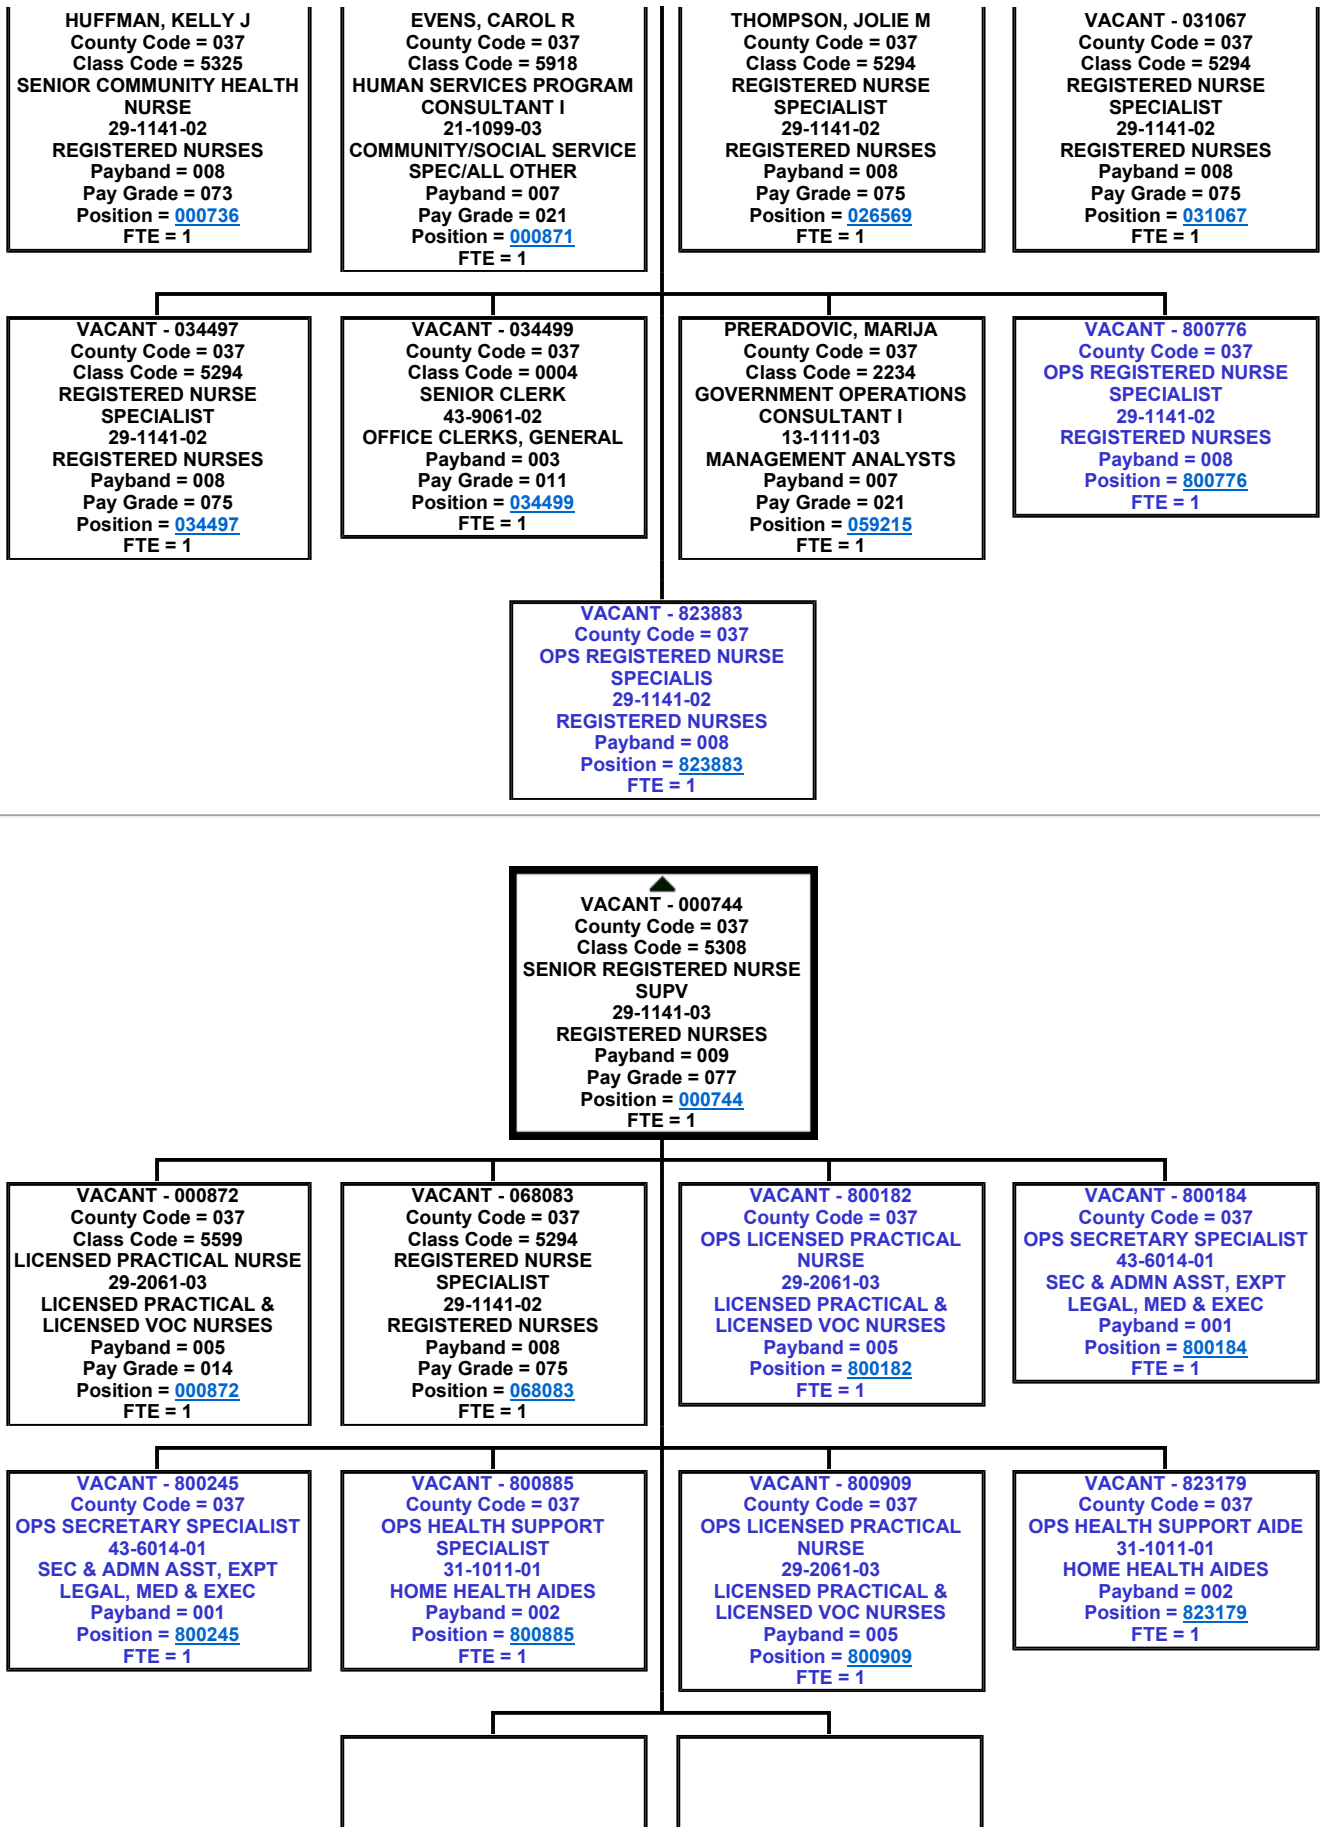 HUFFMAN, KELLY J
County Code = 037
Class Code = 5325
SENIOR COMMUNITY HEALTH
NURSE
29-1141-02
REGISTERED NURSES
Payband = 008
Pay Grade = 073
Position = 000736
FTE = 1
EVENS, CAROL R
County Code = 037
Class Code = 5918
HUMAN SERVICES PROGRAM
CONSULTANT I
21-1099-03
COMMUNITY/SOCIAL SERVICE
SPEC/ALL OTHER
Payband = 007
Pay Grade = 021
Position = 000871
FTE = 1
THOMPSON, JOLIE M
County Code = 037
Class Code = 5294
REGISTERED NURSE
SPECIALIST
29-1141-02
REGISTERED NURSES
Payband = 008
Pay Grade = 075
Position = 026569
FTE = 1
VACANT - 031067
County Code = 037
Class Code = 5294
REGISTERED NURSE
SPECIALIST
29-1141-02
REGISTERED NURSES
Payband = 008
Pay Grade = 075
Position = 031067
FTE = 1
VACANT - 034497
County Code = 037
Class Code = 5294
REGISTERED NURSE
SPECIALIST
29-1141-02
REGISTERED NURSES
Payband = 008
Pay Grade = 075
Position = 034497
FTE = 1
VACANT - 034499
County Code = 037
Class Code = 0004
SENIOR CLERK
43-9061-02
OFFICE CLERKS, GENERAL
Payband = 003
Pay Grade = 011
Position = 034499
FTE = 1
PRERADOVIC, MARIJA
County Code = 037
Class Code = 2234
GOVERNMENT OPERATIONS
CONSULTANT I
13-1111-03
MANAGEMENT ANALYSTS
Payband = 007
Pay Grade = 021
Position = 059215
FTE = 1
VACANT - 800776
County Code = 037
OPS REGISTERED NURSE
SPECIALIST
29-1141-02
REGISTERED NURSES
Payband = 008
Position = 800776
FTE = 1
VACANT - 823883
County Code = 037
OPS REGISTERED NURSE
SPECIALIS
29-1141-02
REGISTERED NURSES
Payband = 008
Position = 823883
FTE = 1
VACANT - 000744
County Code = 037
Class Code = 5308
SENIOR REGISTERED NURSE
SUPV
29-1141-03
REGISTERED NURSES
Payband = 009
Pay Grade = 077
Position = 000744
FTE = 1
VACANT - 000872
County Code = 037
Class Code = 5599
LICENSED PRACTICAL NURSE
29-2061-03
LICENSED PRACTICAL &
LICENSED VOC NURSES
Payband = 005
Pay Grade = 014
Position = 000872
FTE = 1
VACANT - 068083
County Code = 037
Class Code = 5294
REGISTERED NURSE
SPECIALIST
29-1141-02
REGISTERED NURSES
Payband = 008
Pay Grade = 075
Position = 068083
FTE = 1
VACANT - 800182
County Code = 037
OPS LICENSED PRACTICAL
NURSE
29-2061-03
LICENSED PRACTICAL &
LICENSED VOC NURSES
Payband = 005
Position = 800182
FTE = 1
VACANT - 800184
County Code = 037
OPS SECRETARY SPECIALIST
43-6014-01
SEC & ADMN ASST, EXPT
LEGAL, MED & EXEC
Payband = 001
Position = 800184
FTE = 1
VACANT - 800245
County Code = 037
OPS SECRETARY SPECIALIST
43-6014-01
SEC & ADMN ASST, EXPT
LEGAL, MED & EXEC
Payband = 001
Position = 800245
FTE = 1
VACANT - 800885
County Code = 037
OPS HEALTH SUPPORT
SPECIALIST
31-1011-01
HOME HEALTH AIDES
Payband = 002
Position = 800885
FTE = 1
VACANT - 800909
County Code = 037
OPS LICENSED PRACTICAL
NURSE
29-2061-03
LICENSED PRACTICAL &
LICENSED VOC NURSES
Payband = 005
Position = 800909
FTE = 1
VACANT - 823179
County Code = 037
OPS HEALTH SUPPORT AIDE
31-1011-01
HOME HEALTH AIDES
Payband = 002
Position = 823179
FTE = 1